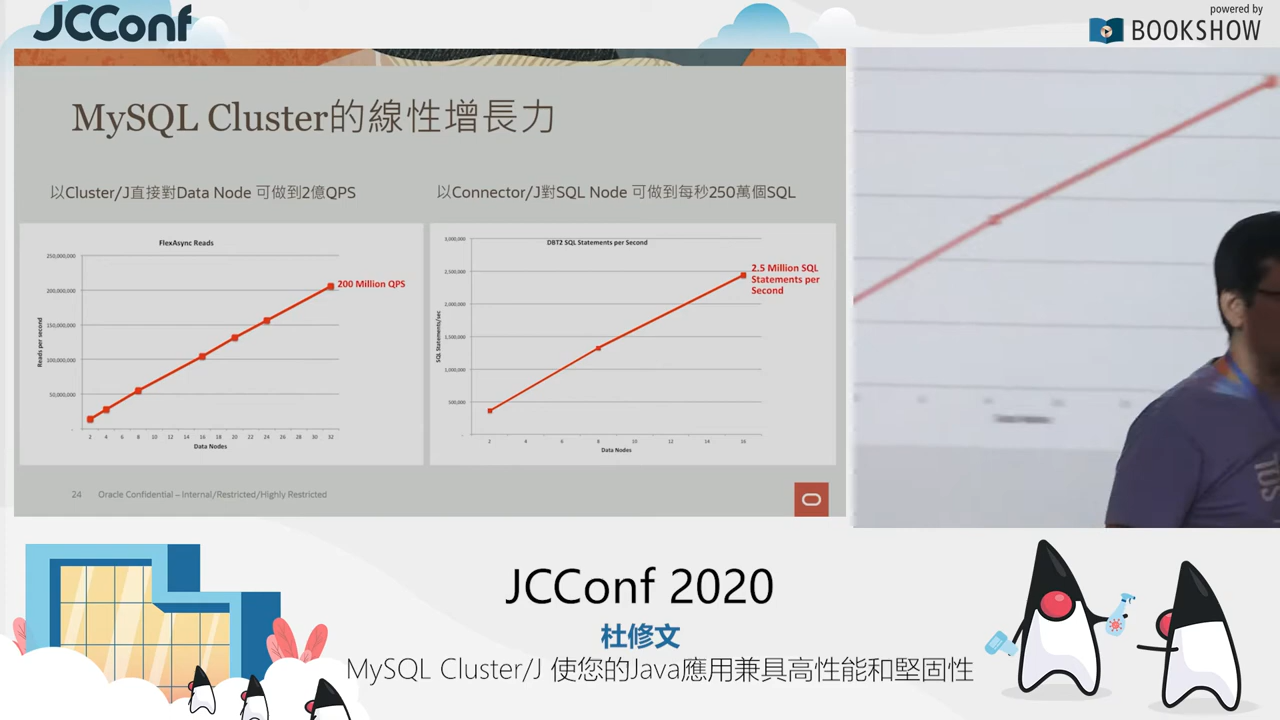 JCConf
powered by
BOOKSHOW
MySQL Cluster的線性增長力
以Cluster/J直接對Data Node 可做到2億QPS
以Connector/J對SQL Node 可做到每秒250萬個SQL
FlexAsync Reads
250,000,000
200,000,000
150,000,000
100,000,000
50,000,000
-
Reads per second
200 Million QPS
2 4 6 8 10 12 14 16 18 20 22 24 26 28 30 32
Data Nodes
DBT2 SQL Statements per Second
3,000,000
2,500,000
2,000,000
1,500,000
1,000,000
500,000
-
SQL Statements/sec
2.5 Million SQL
Statements per
Second
2 4 6 8 10 12 14 16
Data Nodes
24 Oracle Confidential – Internal/Restricted/Highly Restricted
JCConf 2020
杜修文
MySQL Cluster/J 使您的Java應用兼具高性能和堅固性